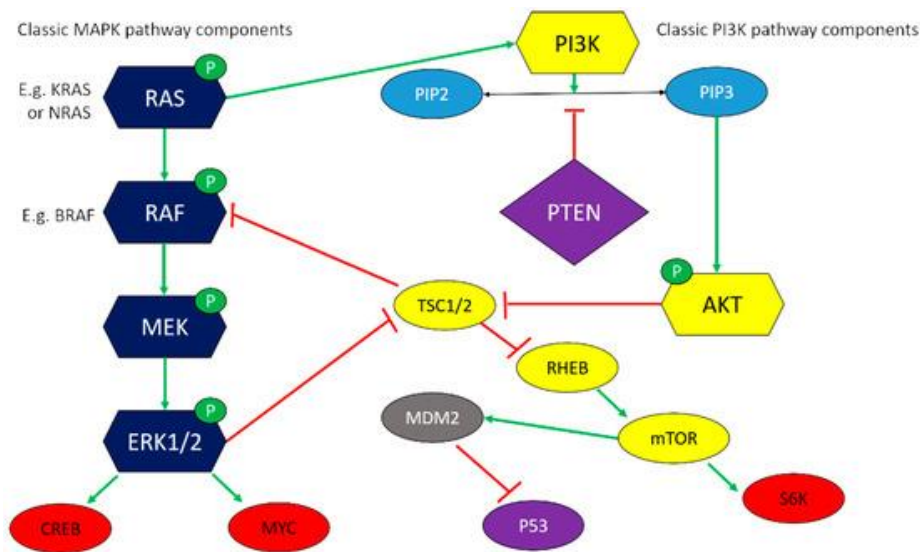 Classic MAPK pathway components
Classic PI3K pathway components
P
PI3K
E.g. KRAS
or NRAS
RAS
PIP2
PIP3
P
E.g. BRAF
RAF
PTEN
P
P
MEK
TSC1/2
AKT
RHEB
P
ERK1/2
MDM2
mTOR
CREB
MYC
P53
S6K